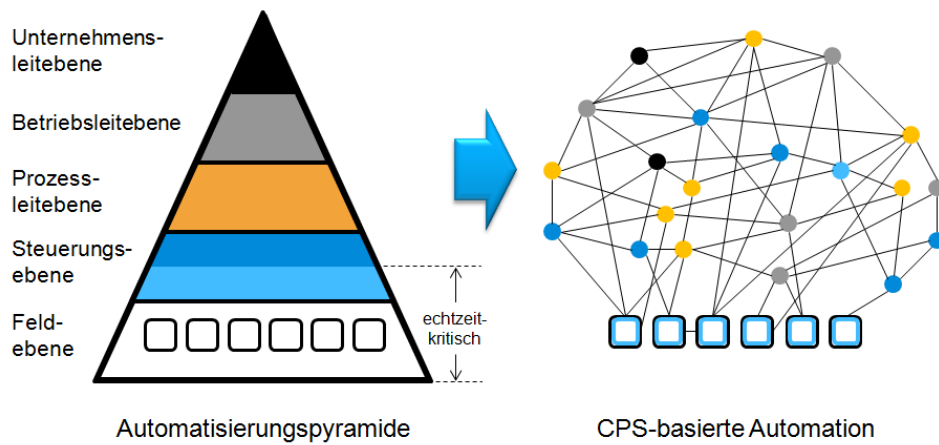 Unternehmens-
leitebene
Betriebsleitebene
Prozess-
leitebene
Steuerungs-
ebene
Feld-
ebene
echtzeit-
kritisch
Automatisierungspyramide
CPS-basierte Automation